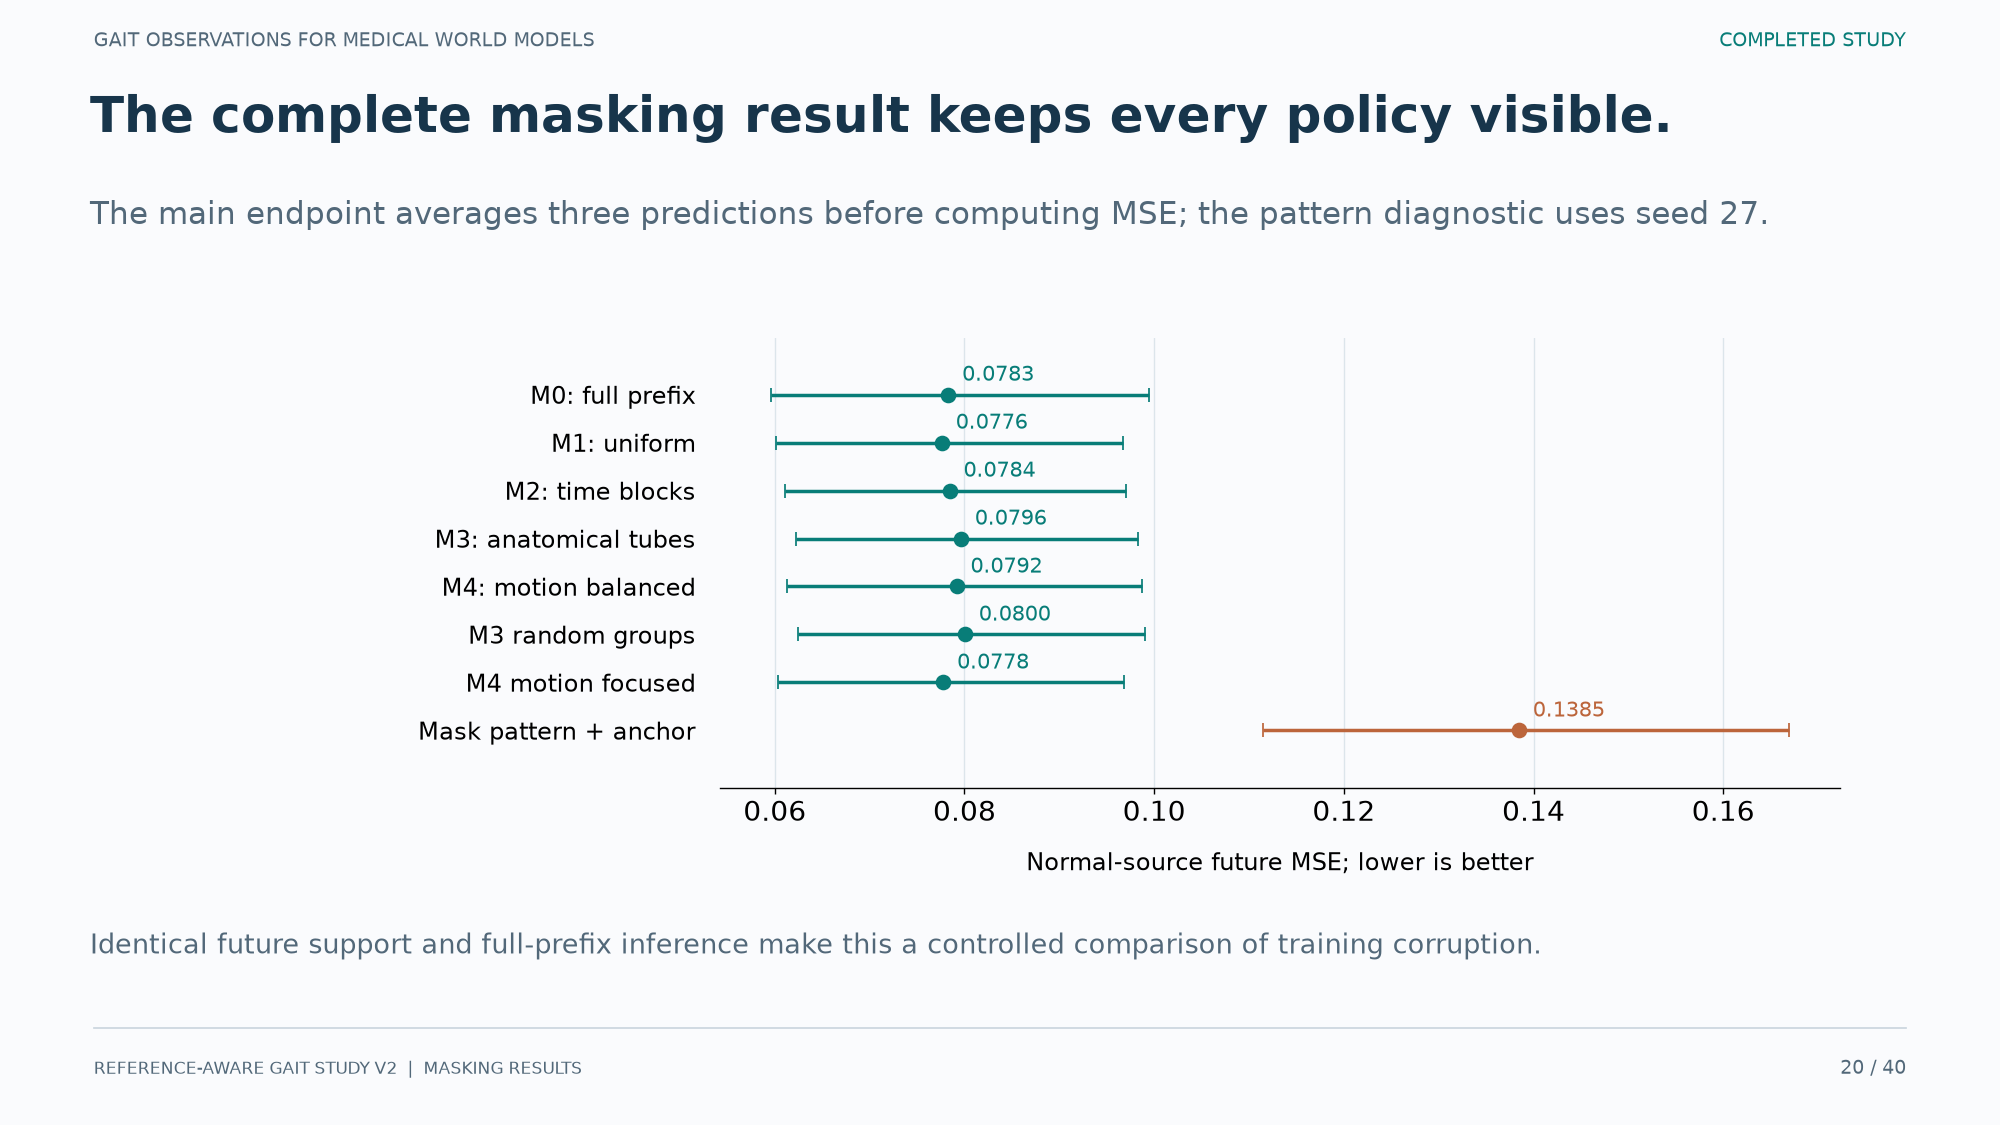 GAIT OBSERVATIONS FOR MEDICAL WORLD MODELS
COMPLETED STUDY
The complete masking result keeps every policy visible.
The main endpoint averages three predictions before computing MSE; the pattern diagnostic uses seed 27.
M0: full prefix
0.0783
M1: uniform
0.0776
M2: time blocks
0.0784
M3: anatomical tubes
0.0796
M4: motion balanced
0.0792
M3 random groups
0.0800
M4 motion focused
0.0778
Mask pattern + anchor
0.1385
0.06 0.08 0.10 0.12 0.14 0.16
Normal-source future MSE; lower is better
Identical future support and full-prefix inference make this a controlled comparison of training corruption.
REFERENCE-AWARE GAIT STUDY V2 | MASKING RESULTS
20 / 40